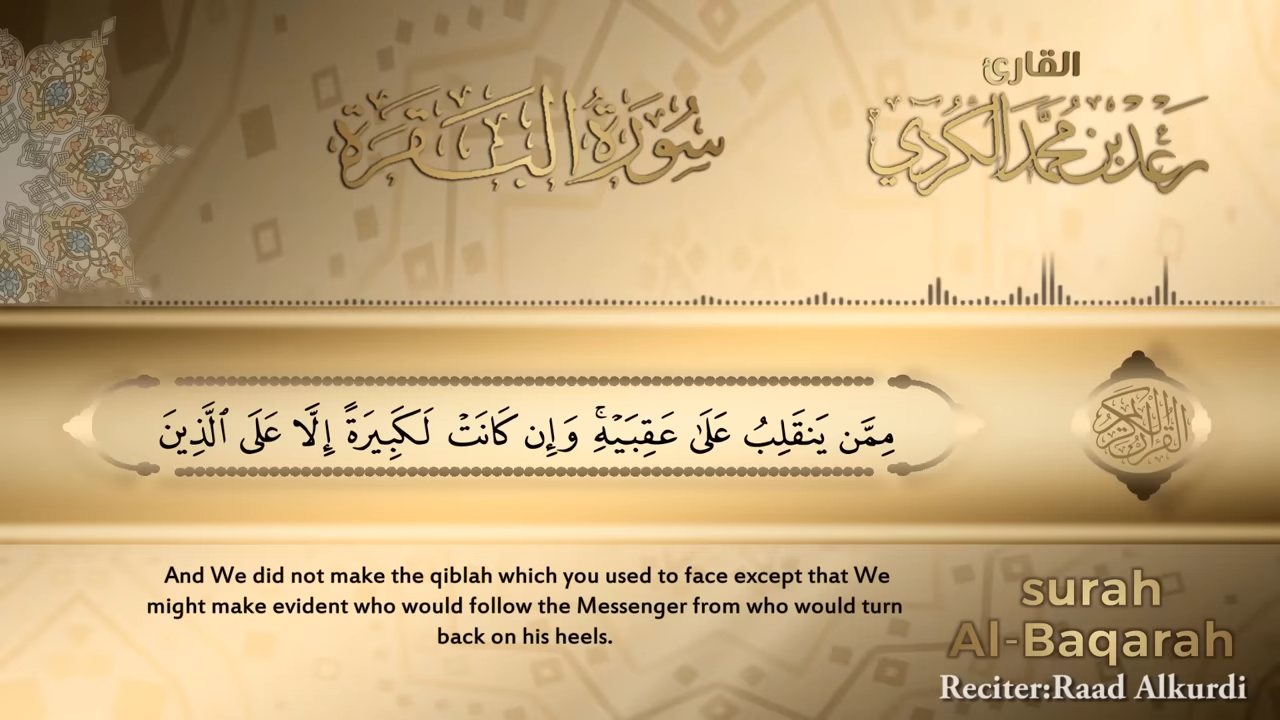 القارئ
سُورَةُ البَقَرَة
رعد بن محمد الكردي
مِمَّن يَنقَلِبُ عَلَىٰ عَقِبَيۡهِۚ وَإِن كَانَتۡ لَكَبِيرَةً إِلَّا عَلَى ٱلَّذِينَ
القرآن الكريم
And We did not make the qiblah which you used to face except that We
might make evident who would follow the Messenger from who would turn
back on his heels.
surah
Al-Baqarah
Reciter:Raad Alkurdi